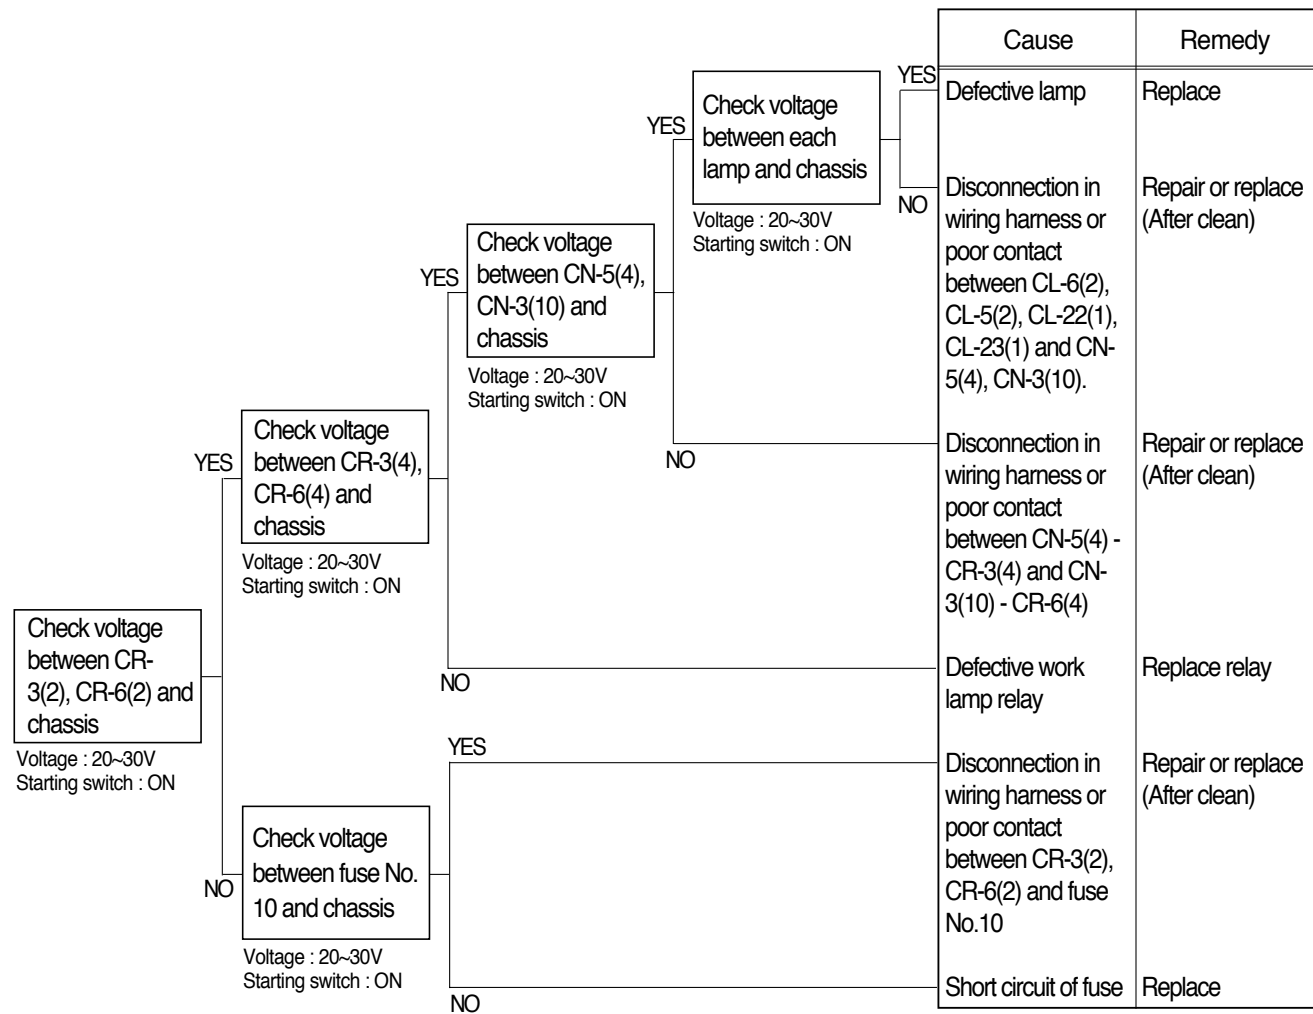 Cause
Remedy
YES
Defective lamp
Replace
Check voltage
between each
lamp and chassis
YES
NO
Voltage : 20~30V
Starting switch : ON
Disconnection in
wiring harness or
poor contact
between CL-6(2),
CL-5(2), CL-22(1),
CL-23(1) and CN-
5(4), CN-3(10).
Repair or replace
(After clean)
Check voltage
between CN-5(4),
CN-3(10) and
chassis
YES
Voltage : 20~30V
Starting switch : ON
NO
Disconnection in
wiring harness or
poor contact
between CN-5(4) -
CR-3(4) and CN-
3(10) - CR-6(4)
Repair or replace
(After clean)
Check voltage
between CR-3(4),
CR-6(4) and
chassis
YES
Voltage : 20~30V
Starting switch : ON
NO
Defective work
lamp relay
Replace relay
Check voltage
between CR-
3(2), CR-6(2) and
chassis
Voltage : 20~30V
Starting switch : ON
YES
Disconnection in
wiring harness or
poor contact
between CR-3(2),
CR-6(2) and fuse
No.10
Repair or replace
(After clean)
NO
Check voltage
between fuse No.
10 and chassis
Voltage : 20~30V
Starting switch : ON
NO
Short circuit of fuse
Replace